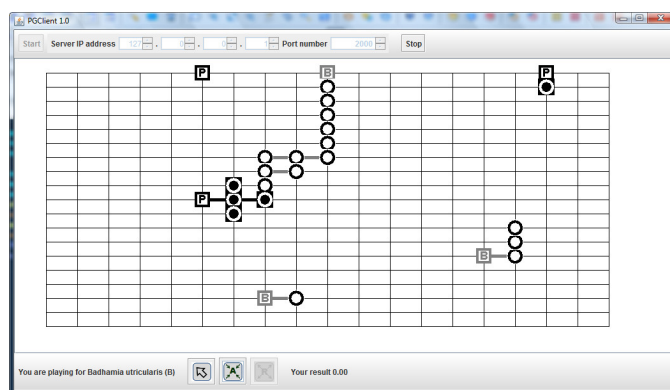 PGClient 1.0
Start Server IP address 127 . 0 . 0 . 1 Port number 2000 Stop
P B P
P
B
B
You are playing for Badhamia utricularis (B) A Your result 0.00